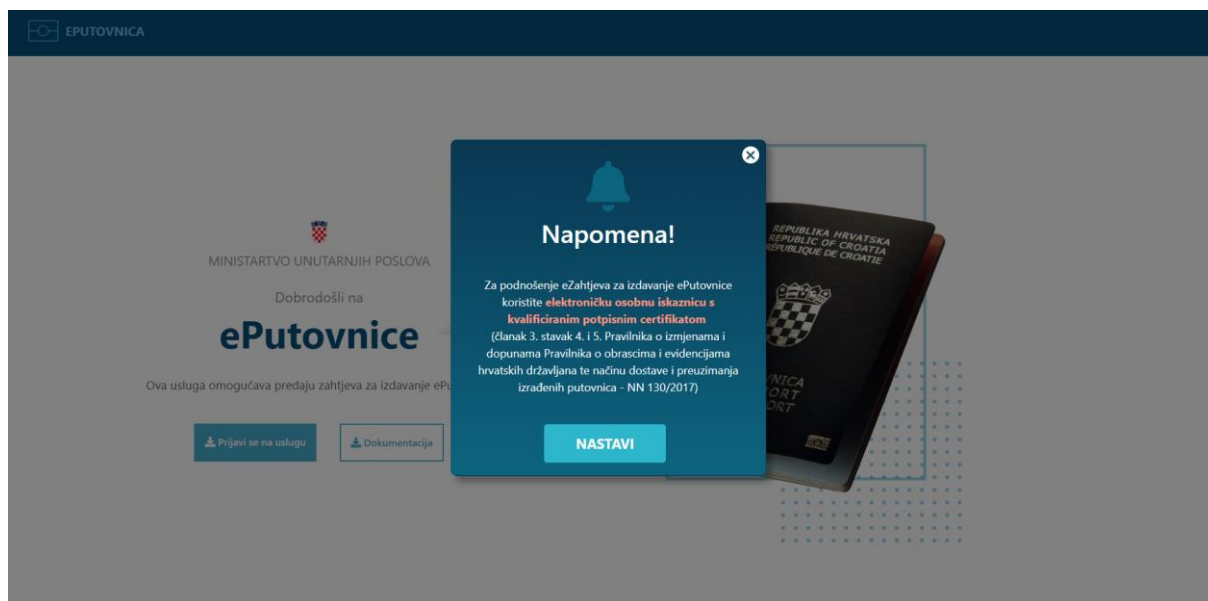 EPUTOVNICA
MINISTARTVO UNUTARNJIH POSLOVA
Dobrodošli na
ePutovnice
Ova usluga omogućava predaju zahtjeva za izdavanje
Prijavi se na uslugu
Dokumentacija
Napomena!
Za podnošenje eZahtjeva za izdavanje ePutovnice
koristite elektroničku osobnu iskaznicu s
kvalificiranim potpisnim certifikatom
(članak 3. stavak 4. i 5. Pravilnika o izmjenama i
dopunama Pravilnika o obrascima i evidencijama
hrvatskih državljana te načinu dostave i preuzimanja
izrađenih putovnica - NN 130/2017)
NASTAVI
REPUBLIKA HRVATSKA
REPUBLIC OF CROATIA
RÉPUBLIQUE DE CROATIE